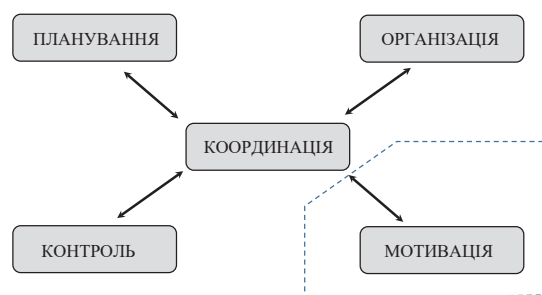 ПЛАНУВАННЯ
ОРГАНІЗАЦІЯ
КООРДИНАЦІЯ
КОНТРОЛЬ
МОТИВАЦІЯ